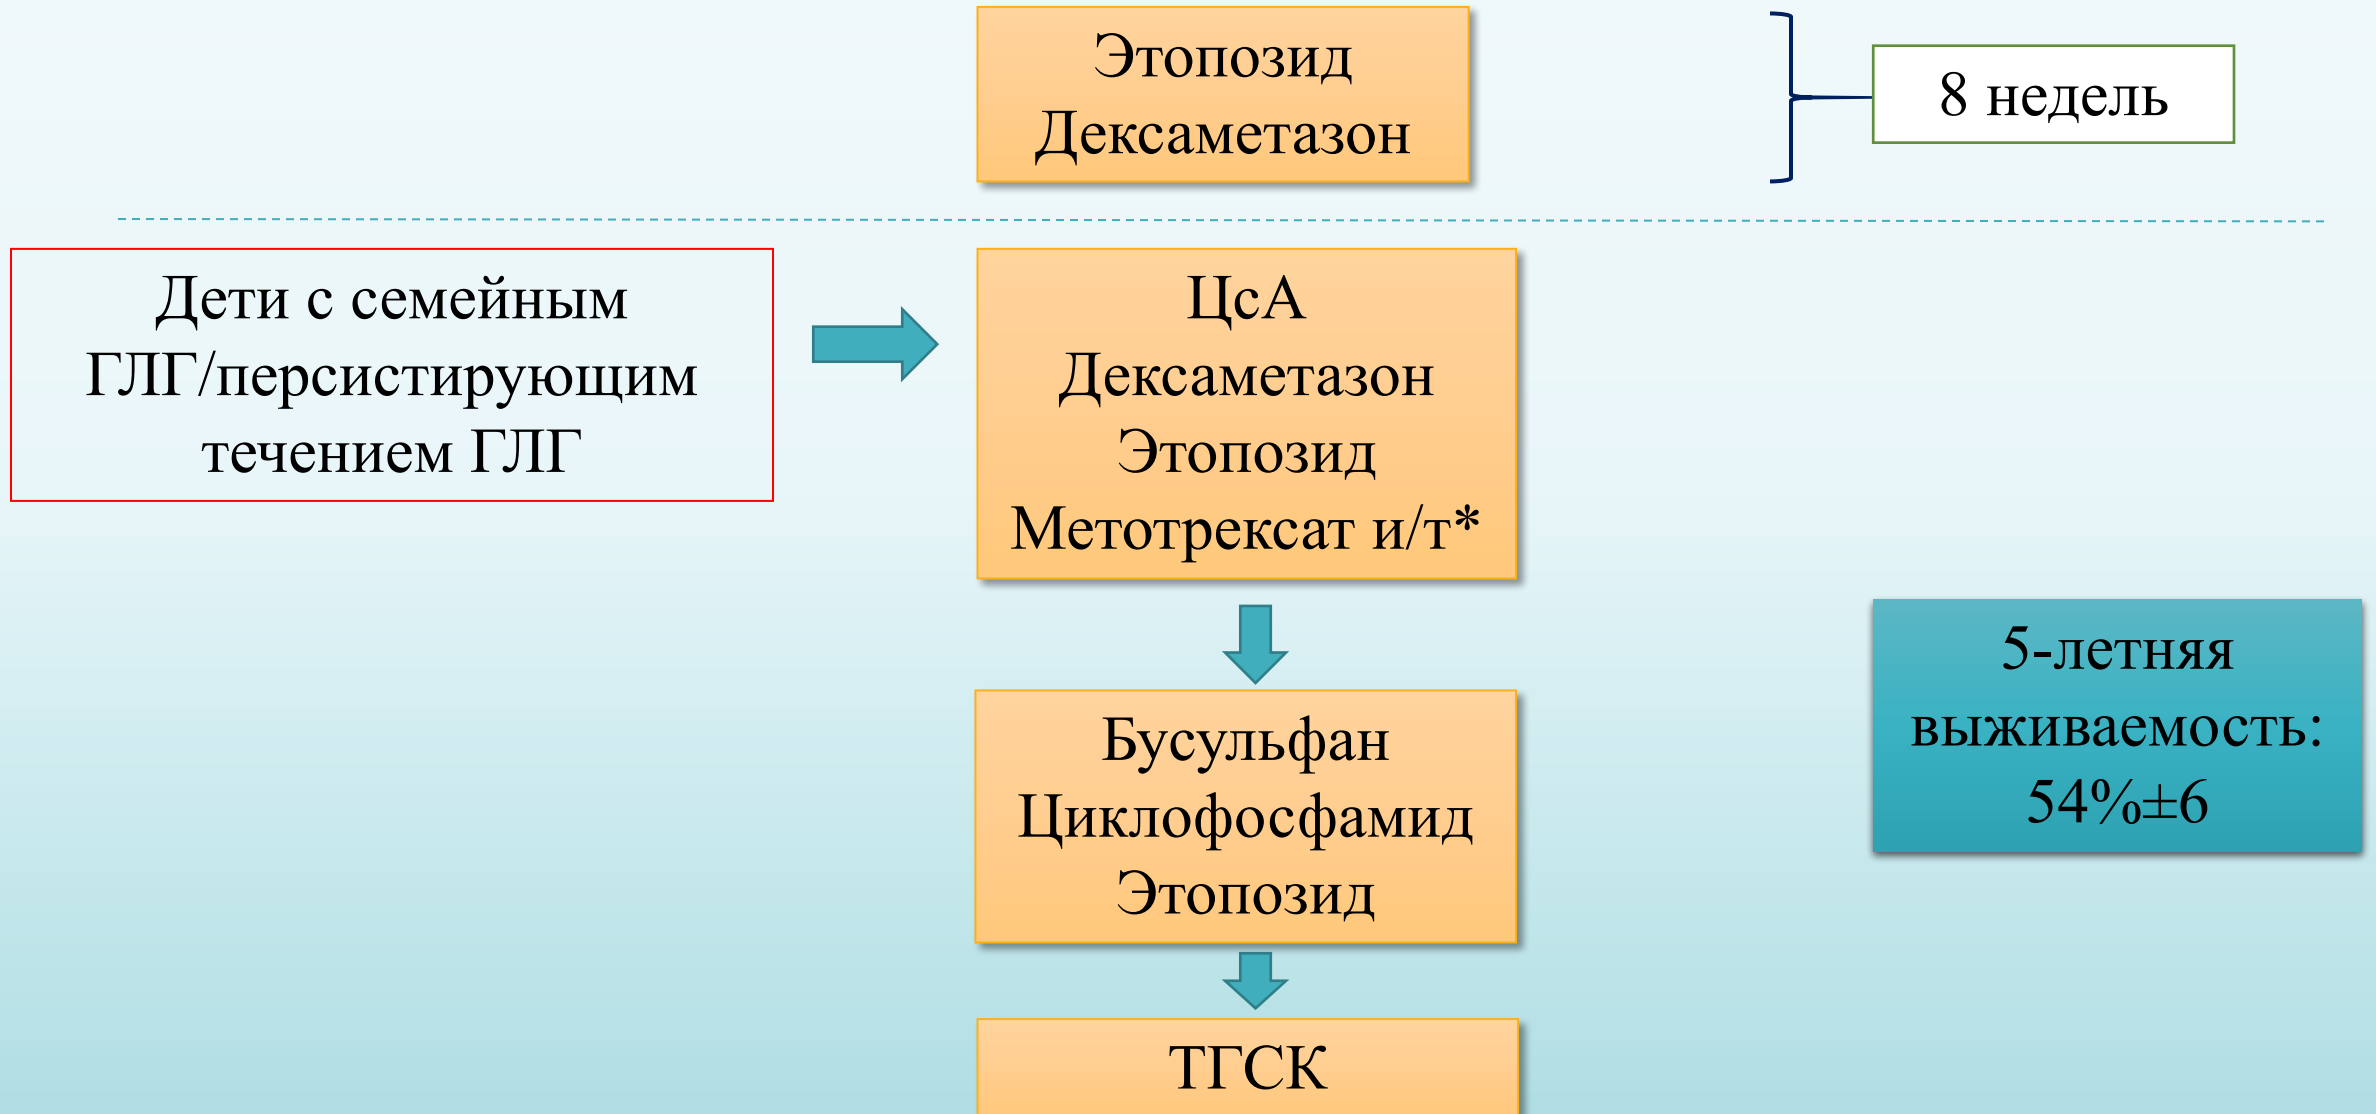 Этопозид
Дексаметазон
8 недель
Дети с семейным
ГЛГ/персистирующим
течением ГЛГ
ЦсА
Дексаметазон
Этопозид
Метотрексат и/т*
5-летняя
выживаемость:
54%±6
Бусульфан
Циклофосфамид
Этопозид
ТГСК